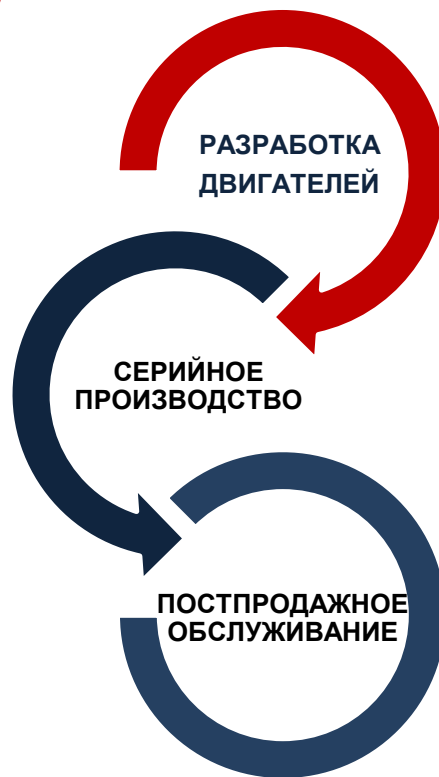 РАЗРАБОТКА
ДВИГАТЕЛЕЙ
СЕРИЙНОЕ
ПРОИЗВОДСТВО
ПОСТПРОДАЖНОЕ
ОБСЛУЖИВАНИЕ